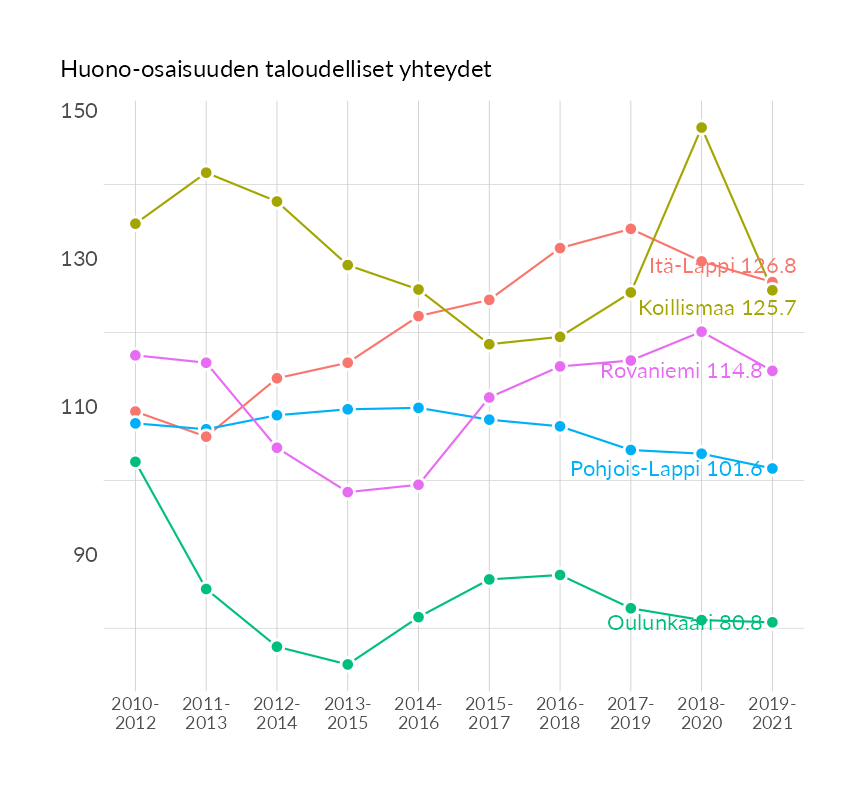 Huono-osaisuuden taloudelliset yhteydet
150
130
110
90
Itä-Lappi 126.8
Koillismaa 125.7
Rovaniemi 114.8
Pohjois-Lappi 101.6
Oulunkaari 80.8
2010- 2011- 2012- 2013- 2014- 2015- 2016- 2017- 2018- 2019-
2012 2013 2014 2015 2016 2017 2018 2019 2020 2021